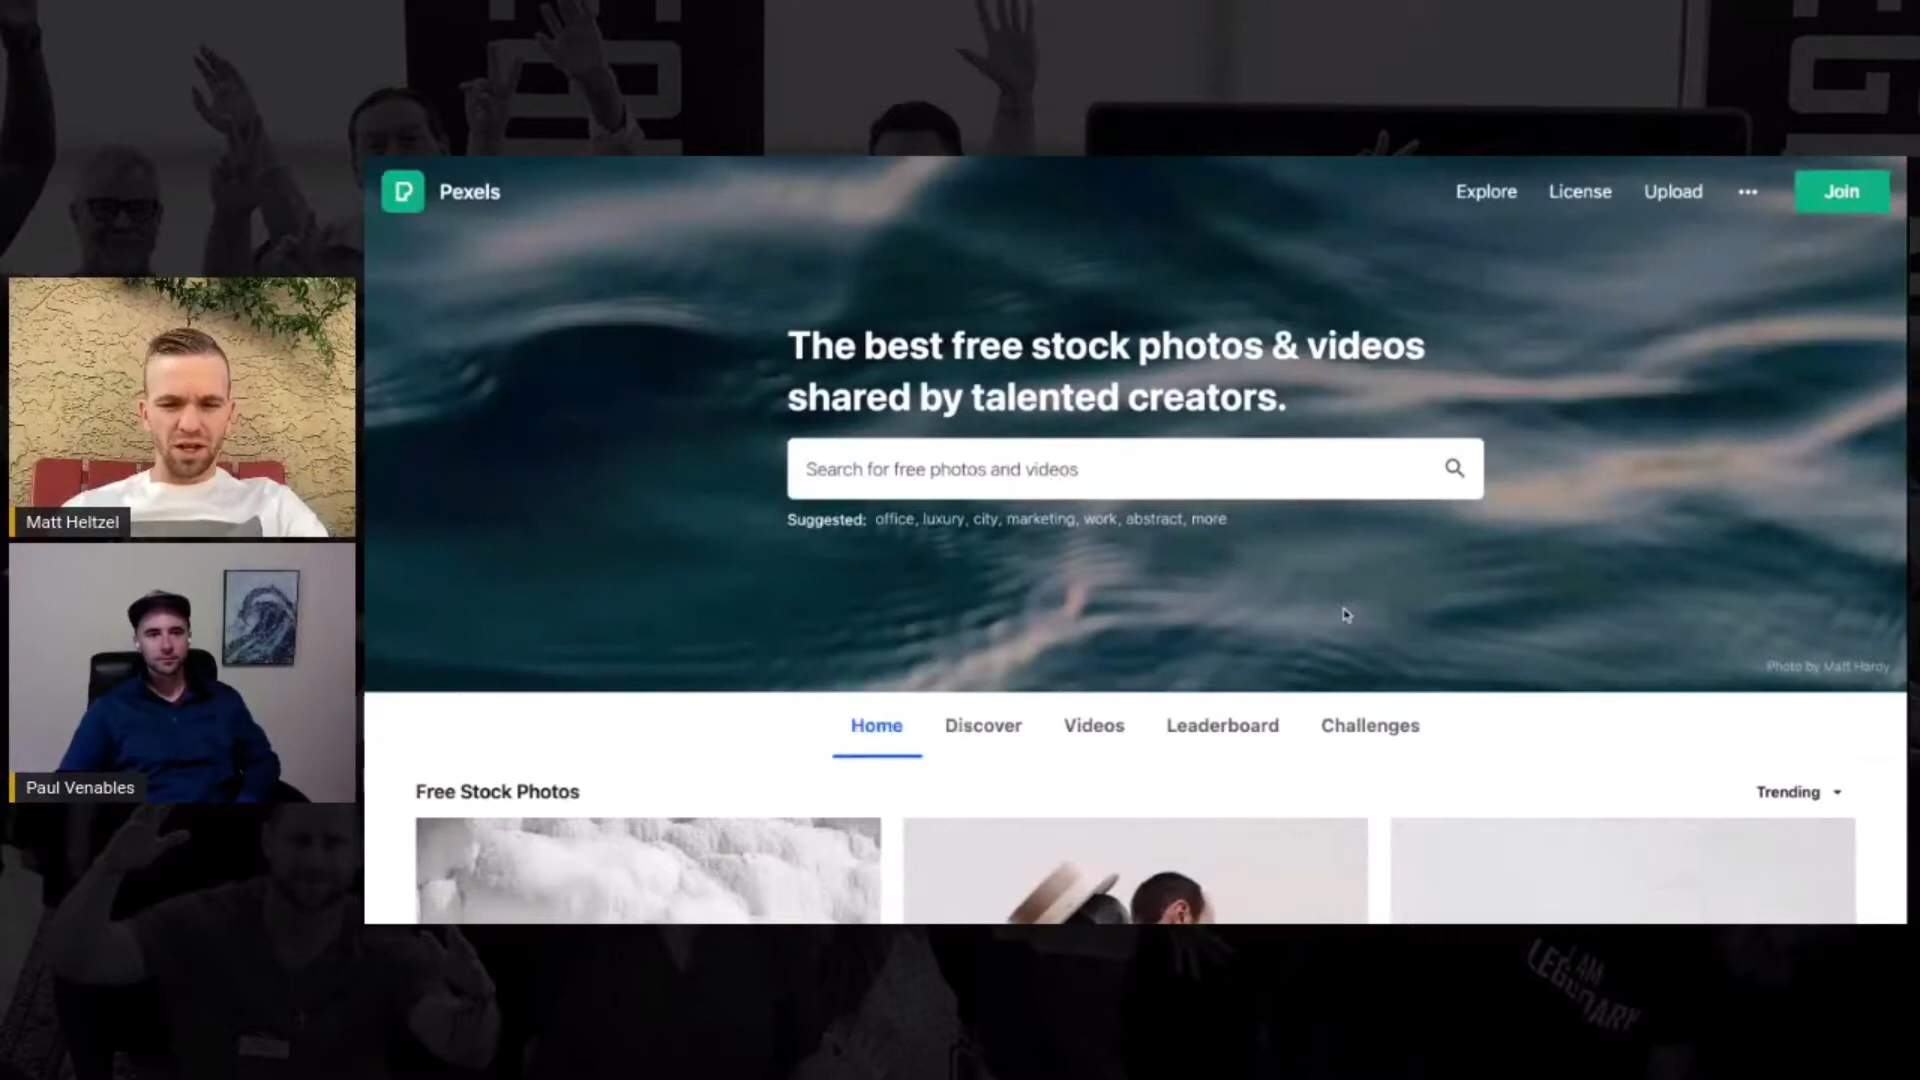 Pexels
Explore
License
Upload
Join
The best free stock photos & videos
shared by talented creators.
Search for free photos and videos
Suggested: office, luxury, city, marketing, work, abstract, more
Photo by Matt Hardy
Matt Heltzel
Paul Venables
Home
Discover
Videos
Leaderboard
Challenges
Free Stock Photos
Trending
I AM
LEGENDARY